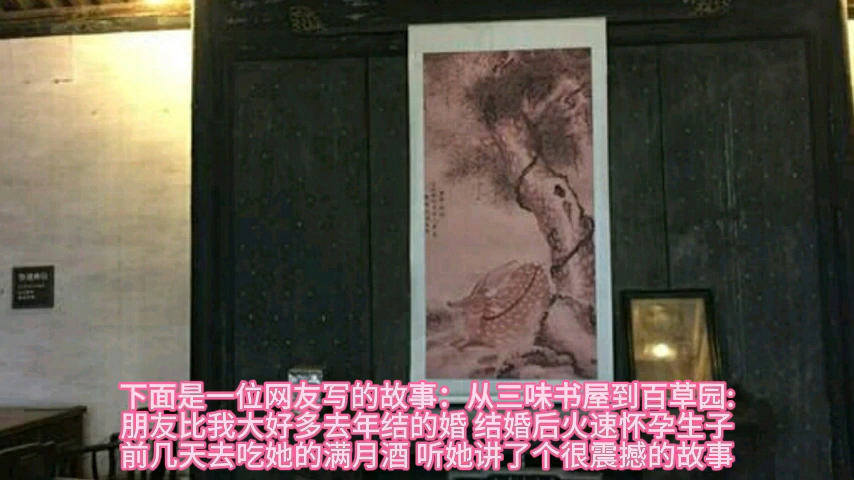 下面是一位网友写的故事：从三味书屋到百草园:
朋友比我大好多去年结的婚 结婚后火速怀孕生子
前几天去吃她的满月酒 听她讲了个很震撼的故事